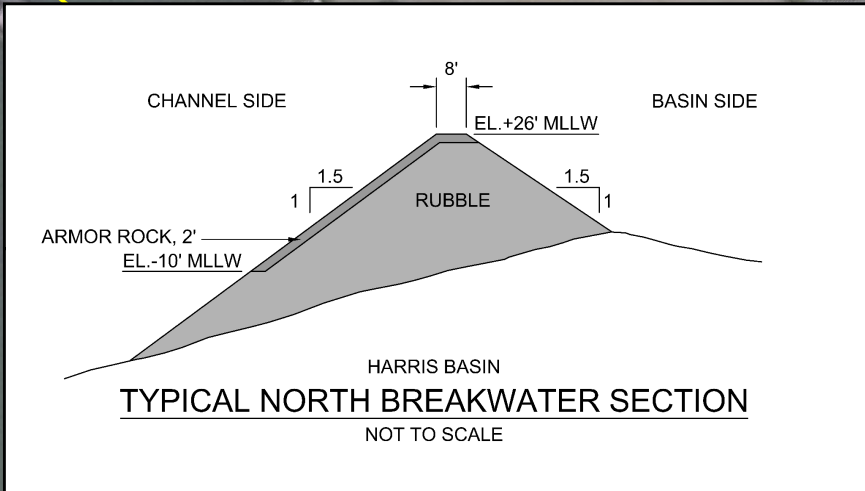 8'
CHANNEL SIDE
BASIN SIDE
EL.+26' MLLW
1.5
1
1.5
1
RUBBLE
ARMOR ROCK, 2'
EL.-10' MLLW
HARRIS BASIN
TYPICAL NORTH BREAKWATER SECTION
NOT TO SCALE